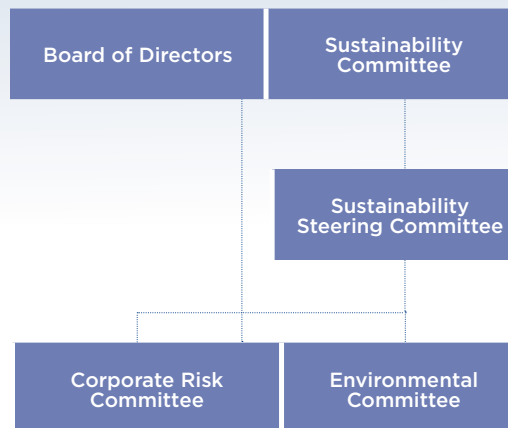 Board of Directors
Sustainability
Committee
Sustainability
Steering Committee
Corporate Risk
Committee
Environmental
Committee